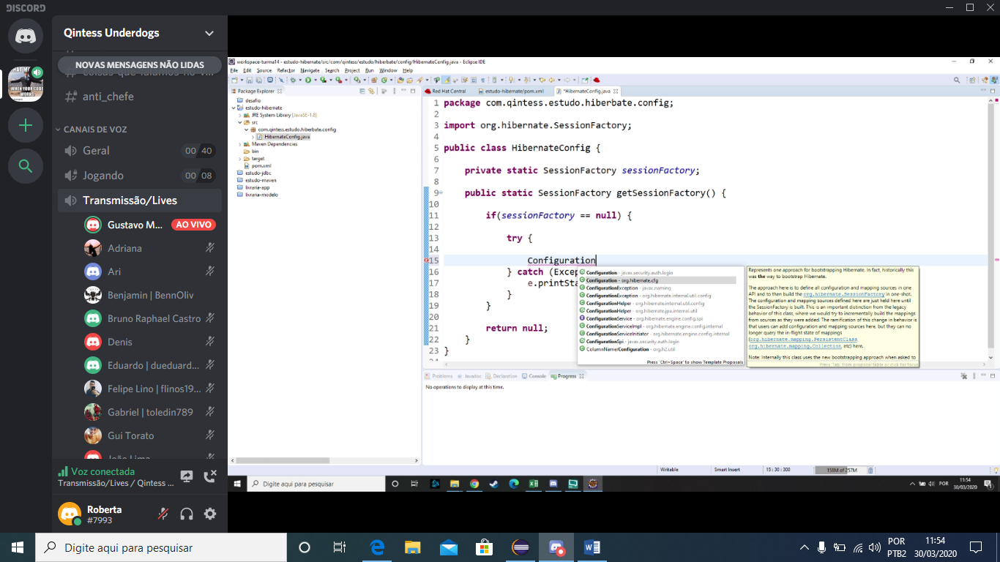 DISCORD
Qintess Underdogs
NOVAS MENSAGENS NÃO LIDAS
anti_chefe
CANAIS DE VOZ
Geral
00 40
Jogando
00 08
Transmissão/Lives
Gustavo M...
AO VIVO
Adriana
Ari
Benjamin | BennOliv
Bruno Raphael Castro
Denis
Eduardo | dueduard...
Felipe Lino | flinos19...
Gabriel | toledin789
Gui Torato
João Lima
Voz conectada
Transmissão/Lives / Qintess ...
Roberta
#7993
workspace-turma14 - estudo-hibernate/src/com/qintess/estudo/hiberbate/config/HibernateConfig.java - Eclipse IDE
File Edit Source Refactor Navigate Search Project Run Window Help
Package Explorer
desafio
estudo-hibernate
JRE System Library [JavaSE-1.8]
src
com.qintess.estudo.hiberbate.config
HibernateConfig.java
Maven Dependencies
bin
target
pom.xml
estudo-jdbc
estudo-maven
livraria-app
livraria-modelo
Red Hat Central
estudo-hibernate/pom.xml
*HibernateConfig.java
1 package com.qintess.estudo.hiberbate.config;
2
3 import org.hibernate.SessionFactory;
4
5 public class HibernateConfig {
6
7 private static SessionFactory sessionFactory;
8
9 public static SessionFactory getSessionFactory() {
10
11 if(sessionFactory == null) {
12
13 try {
14
15 Configuration
16 } catch (Excep
17 e.printSta
18 }
19 }
20
21 return null;
22 }
23 }
24
Configuration - javax.security.auth.login
Configuration - org.hibernate.cfg
ConfigurationException - javax.naming
ConfigurationException - org.hibernate.internal.util.config
ConfigurationHelper - org.hibernate.internal.util.config
ConfigurationHelper - org.hibernate.jpa.internal.util
ConfigurationService - org.hibernate.engine.config.spi
ConfigurationServiceImpl - org.hibernate.engine.config.internal
ConfigurationServiceInitiator - org.hibernate.engine.config.internal
ConfigurationSpi - javax.security.auth.login
ColumnNameConfiguration - org.h2.util
Press 'Ctrl+Space' to show Template Proposals
Represents one approach for bootstrapping Hibernate. In fact, historically this
was the way to bootstrap Hibernate.
The approach here is to define all configuration and mapping sources in one
API and to then build the org.hibernate.SessionFactory in one-shot.
The configuration and mapping sources defined here are just held here until
the SessionFactory is built. This is an important distinction from the legacy
behavior of this class, where we would try to incrementally build the mappings
from sources as they were added. The ramification of this change in behavior is
that users can add configuration and mapping sources here, but they can no
longer query the in-flight state of mappings
(org.hibernate.mapping.PersistentClass,
org.hibernate.mapping.Collection, etc) here.
Note: Internally this class uses the new bootstrapping approach when asked to
Press 'Tab' from proposal table or click for focus
Problems Javadoc Declaration Console Progress
No operations to display at this time.
Writable
Smart Insert
15 : 30 : 300
158M of 257M
Digite aqui para pesquisar
POR
11:54
30/03/2020
Digite aqui para pesquisar
POR
PTB2
11:54
30/03/2020